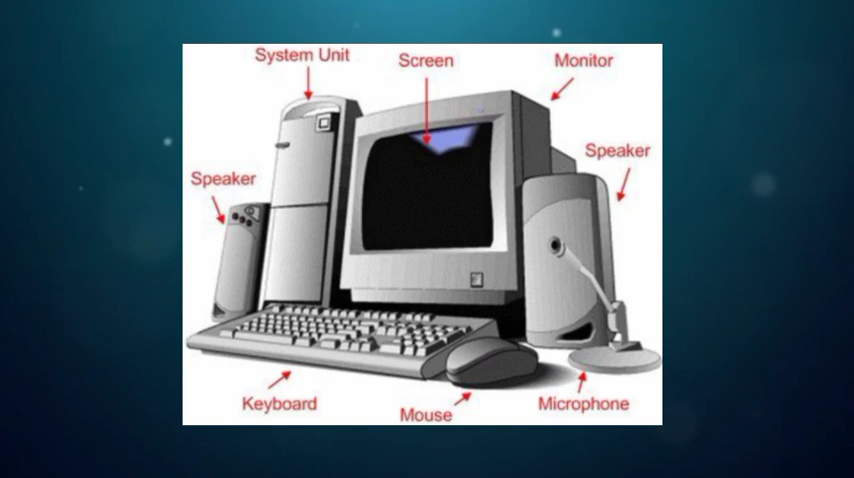 System Unit
Screen
Monitor
Speaker
Speaker
Keyboard
Mouse
Microphone